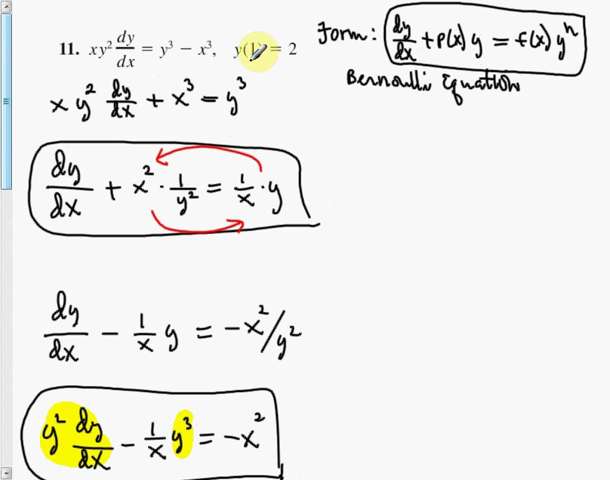 11. xy² dy/dx = y³ − x³, y(1) = 2
Form: dy/dx + P(x) y = f(x) yⁿ
Bernoulli Equation
x y² dy/dx + x³ = y³
dy/dx + x² · 1/y² = 1/x · y
dy/dx − 1/x y = −x²/y²
y² dy/dx − 1/x y³ = −x²